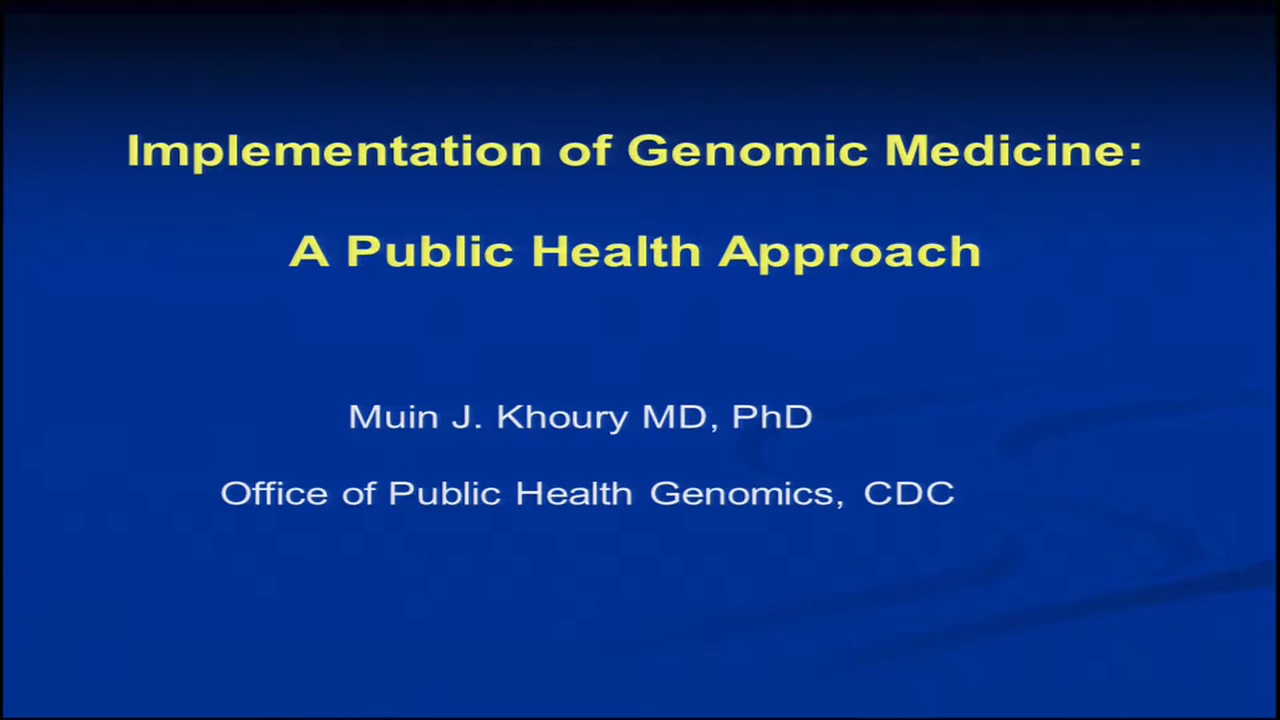 Implementation of Genomic Medicine:
A Public Health Approach
Muin J. Khoury MD, PhD
Office of Public Health Genomics, CDC